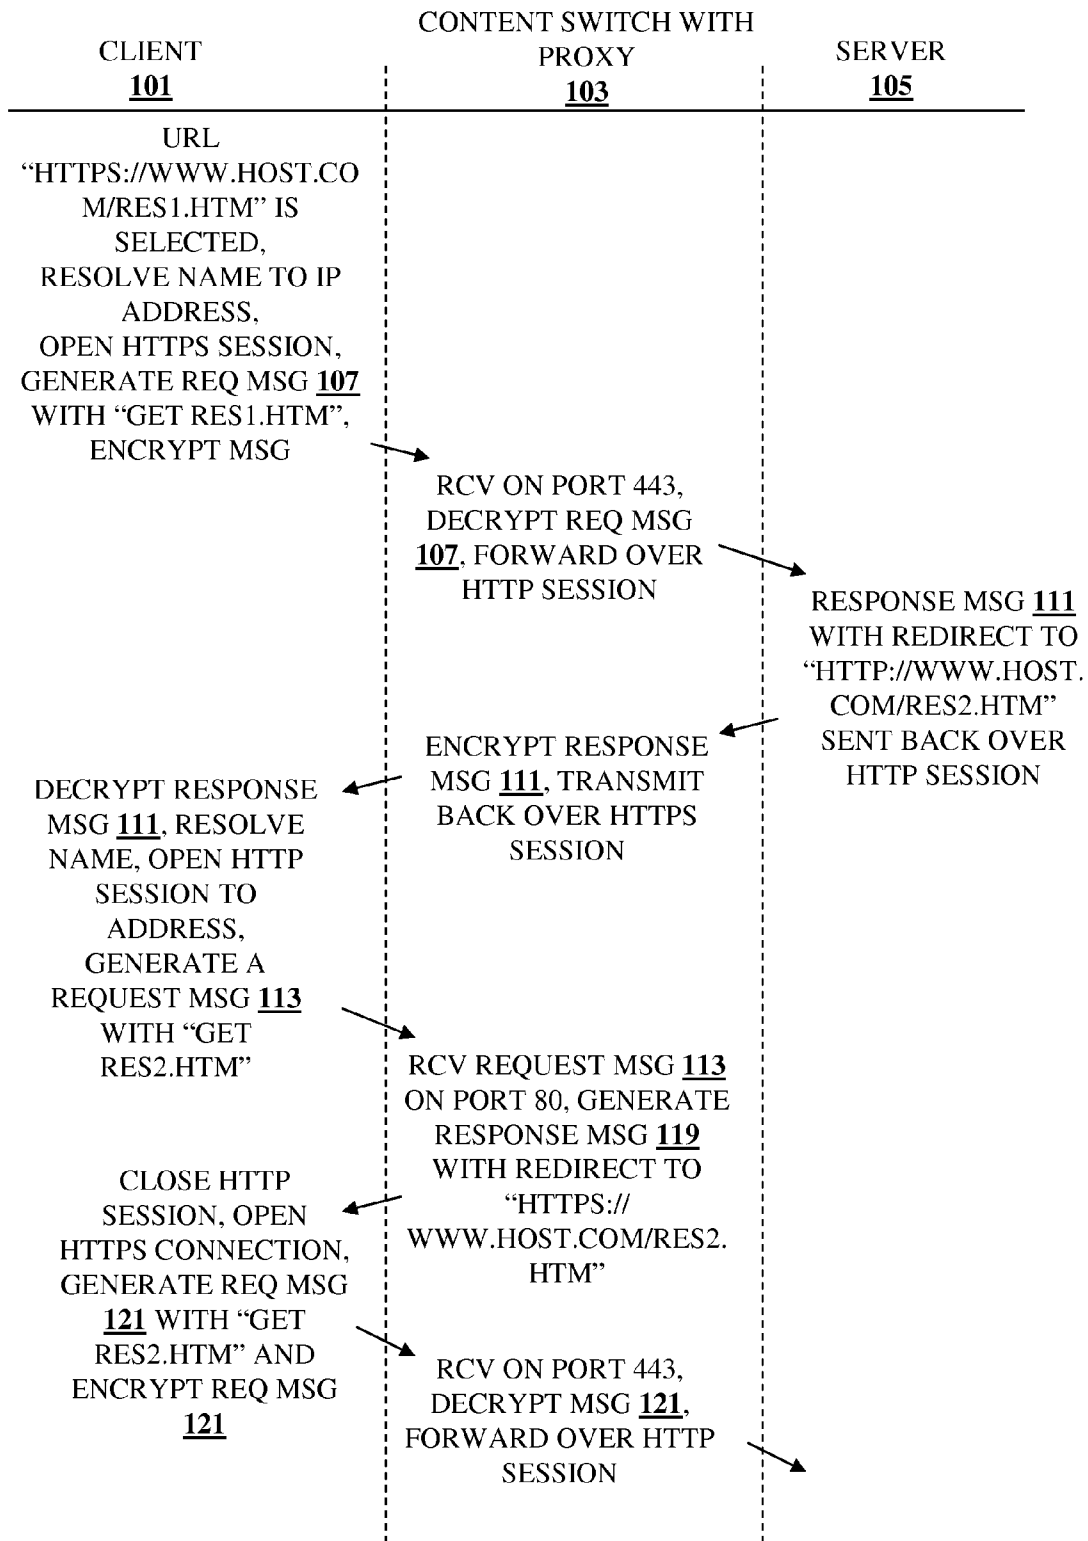 CLIENT
101
CONTENT SWITCH WITH
PROXY
103
SERVER
105
URL
“HTTPS://WWW.HOST.CO
M/RES1.HTM” IS
SELECTED,
RESOLVE NAME TO IP
ADDRESS,
OPEN HTTPS SESSION,
GENERATE REQ MSG 107
WITH “GET RES1.HTM”,
ENCRYPT MSG
RCV ON PORT 443,
DECRYPT REQ MSG
107, FORWARD OVER
HTTP SESSION
RESPONSE MSG 111
WITH REDIRECT TO
“HTTP://WWW.HOST.
COM/RES2.HTM”
SENT BACK OVER
HTTP SESSION
ENCRYPT RESPONSE
MSG 111, TRANSMIT
BACK OVER HTTPS
SESSION
DECRYPT RESPONSE
MSG 111, RESOLVE
NAME, OPEN HTTP
SESSION TO
ADDRESS,
GENERATE A
REQUEST MSG 113
WITH “GET
RES2.HTM”
RCV REQUEST MSG 113
ON PORT 80, GENERATE
RESPONSE MSG 119
WITH REDIRECT TO
“HTTPS://
WWW.HOST.COM/RES2.
HTM”
CLOSE HTTP
SESSION, OPEN
HTTPS CONNECTION,
GENERATE REQ MSG
121 WITH “GET
RES2.HTM” AND
ENCRYPT REQ MSG
121
RCV ON PORT 443,
DECRYPT MSG 121,
FORWARD OVER HTTP
SESSION